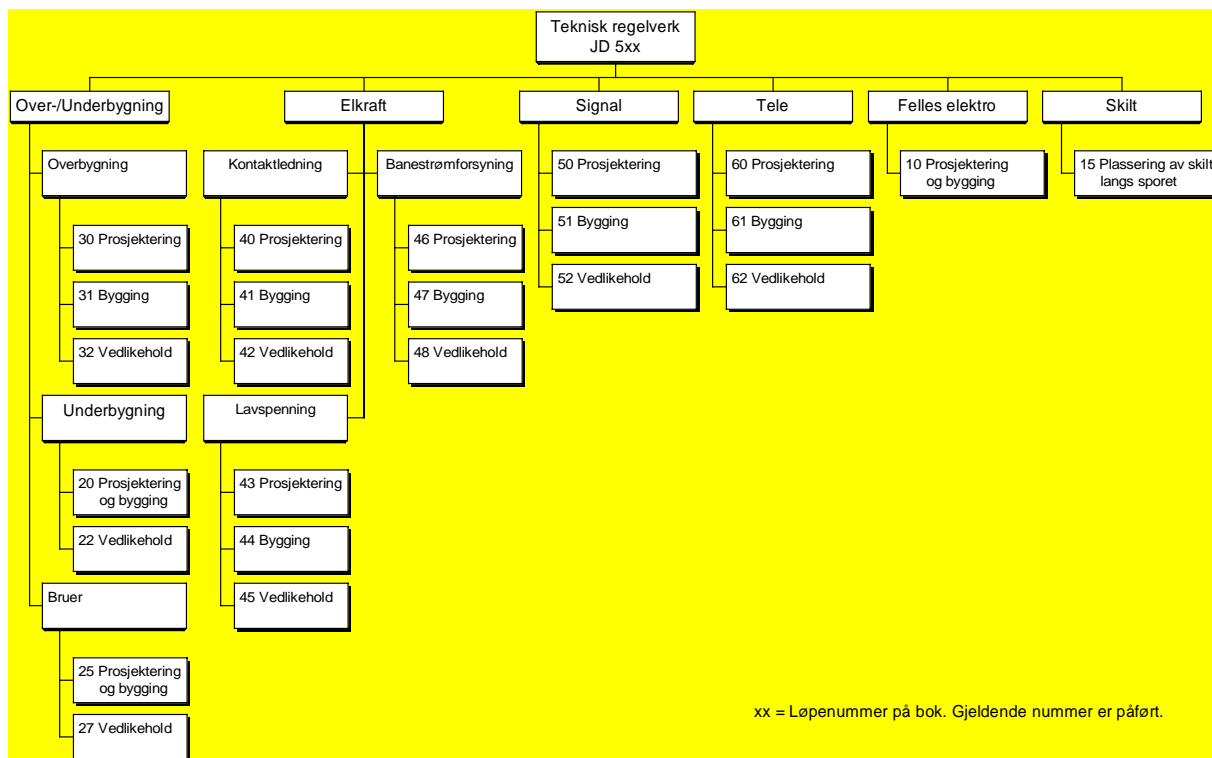 Teknisk regelverk
JD 5xx
Over-/Underbygning
Elkraft
Signal
Tele
Felles elektro
Skilt
Overbygning
30 Prosjektering
31 Bygging
32 Vedlikehold
Underbygning
20 Prosjektering
og bygging
22 Vedlikehold
Bruer
25 Prosjektering
og bygging
27 Vedlikehold
Kontaktledning
40 Prosjektering
41 Bygging
42 Vedlikehold
Lavspenning
43 Prosjektering
44 Bygging
45 Vedlikehold
Banestrømforsyning
46 Prosjektering
47 Bygging
48 Vedlikehold
50 Prosjektering
51 Bygging
52 Vedlikehold
60 Prosjektering
61 Bygging
62 Vedlikehold
10 Prosjektering
og bygging
15 Plassering av skilt
langs sporet
xx = Løpenummer på bok. Gjeldende nummer er påført.